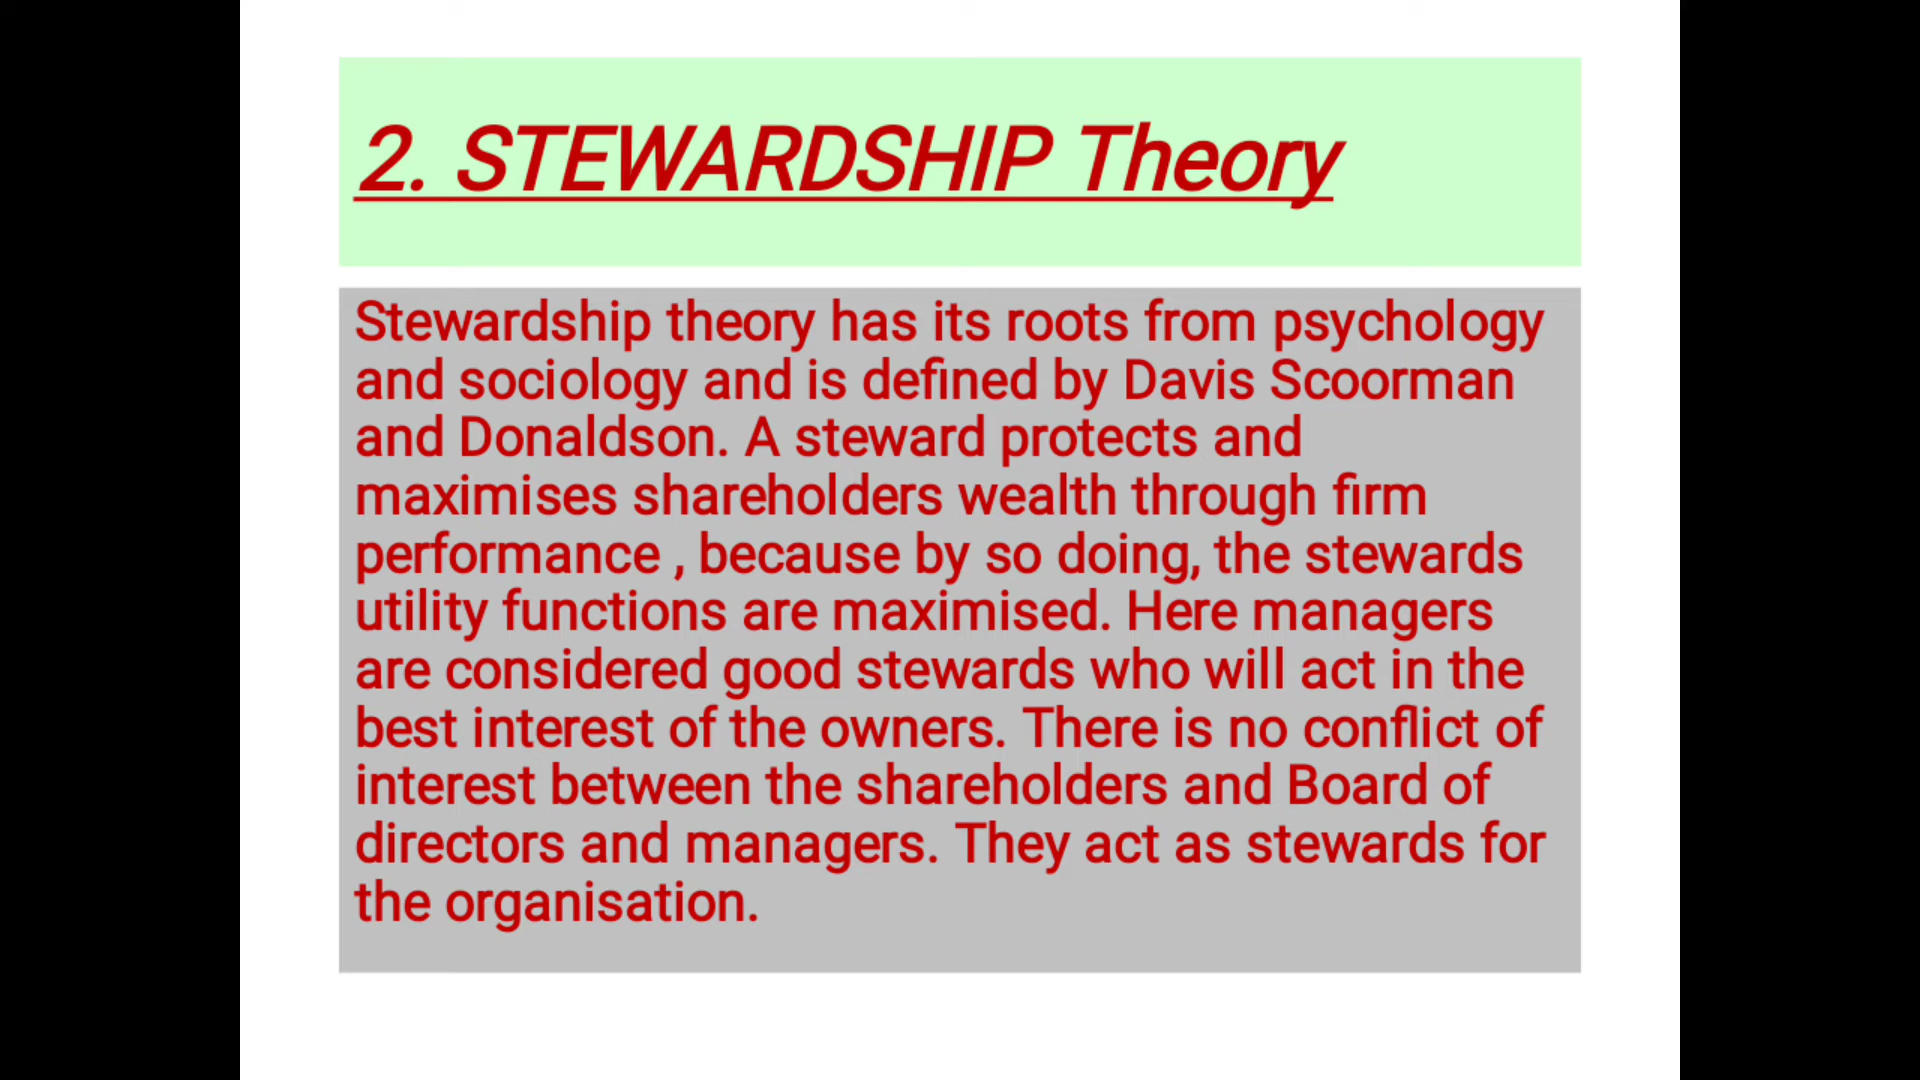 2. STEWARDSHIP Theory
Stewardship theory has its roots from psychology
and sociology and is defined by Davis Scoorman
and Donaldson. A steward protects and
maximises shareholders wealth through firm
performance , because by so doing, the stewards
utility functions are maximised. Here managers
are considered good stewards who will act in the
best interest of the owners. There is no conflict of
interest between the shareholders and Board of
directors and managers. They act as stewards for
the organisation.